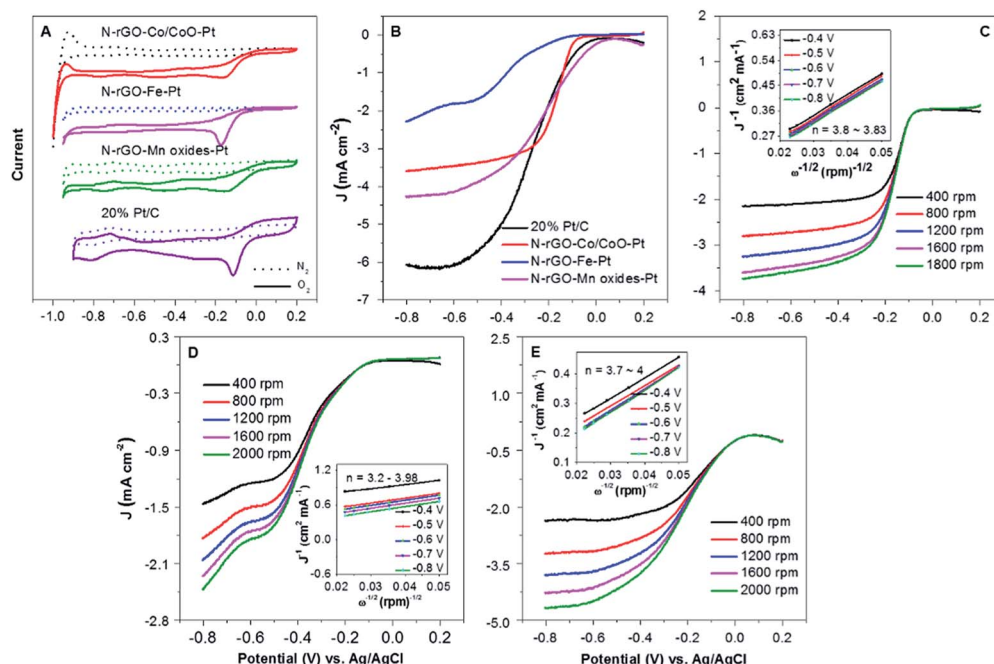 A
N-rGO-Co/CoO-Pt
N-rGO-Fe-Pt
N-rGO-Mn oxides-Pt
20% Pt/C
N2
O2
Current
-1.0 -0.8 -0.6 -0.4 -0.2 0.0 0.2
B
J (mA cm-2)
1
0
-1
-2
-3
-4
-5
-6
-7
20% Pt/C
N-rGO-Co/CoO-Pt
N-rGO-Fe-Pt
N-rGO-Mn oxides-Pt
-0.8 -0.6 -0.4 -0.2 0.0 0.2
C
2
1
0
-1
-2
-3
-4
J-1 (cm2 mA-1)
0.63
0.54
0.45
0.36
0.27
-0.4 V
-0.5 V
-0.6 V
-0.7 V
-0.8 V
n = 3.8 ~ 3.83
0.02 0.03 0.04 0.05
ω-1/2 (rpm)-1/2
400 rpm
800 rpm
1200 rpm
1600 rpm
1800 rpm
-0.8 -0.6 -0.4 -0.2 0.0 0.2
D
J (mA cm-2)
0.3
-0.3
-0.9
-1.5
-2.1
-2.8
400 rpm
800 rpm
1200 rpm
1600 rpm
2000 rpm
J-1 (cm2 mA-1)
1.2
0.6
0.0
-0.6
n = 3.2 - 3.98
-0.4 V
-0.5 V
-0.6 V
-0.7 V
-0.8 V
0.02 0.03 0.04 0.05
ω-1/2 (rpm)-1/2
-0.8 -0.6 -0.4 -0.2 0.0 0.2
Potential (V) vs. Ag/AgCl
E
2.5
1.0
-0.5
-2.0
-3.5
-5.0
J-1 (cm2 mA-1)
0.4
0.3
0.2
0.1
n = 3.7 ~ 4
-0.4 V
-0.5 V
-0.6 V
-0.7 V
-0.8 V
0.02 0.03 0.04 0.05
ω-1/2 (rpm)-1/2
400 rpm
800 rpm
1200 rpm
1600 rpm
2000 rpm
-0.8 -0.6 -0.4 -0.2 0.0 0.2 0.4
Potential (V) vs. Ag/AgCl